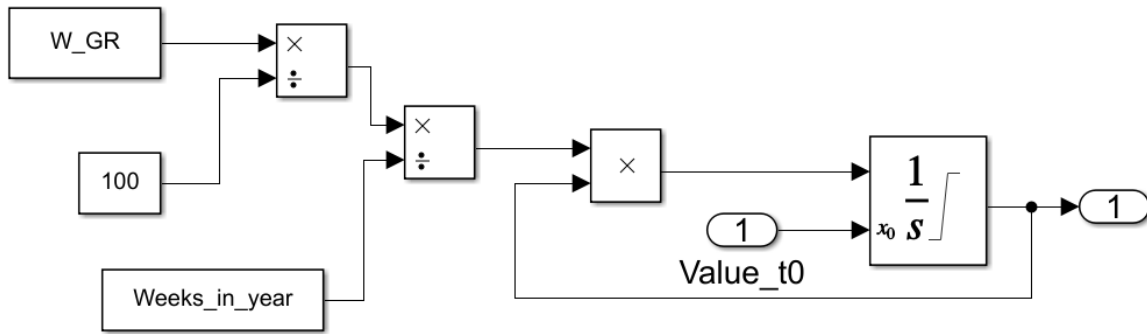 W_GR
×
÷
100
×
÷
Weeks_in_year
×
1
Value_t0
x₀
1
s
1